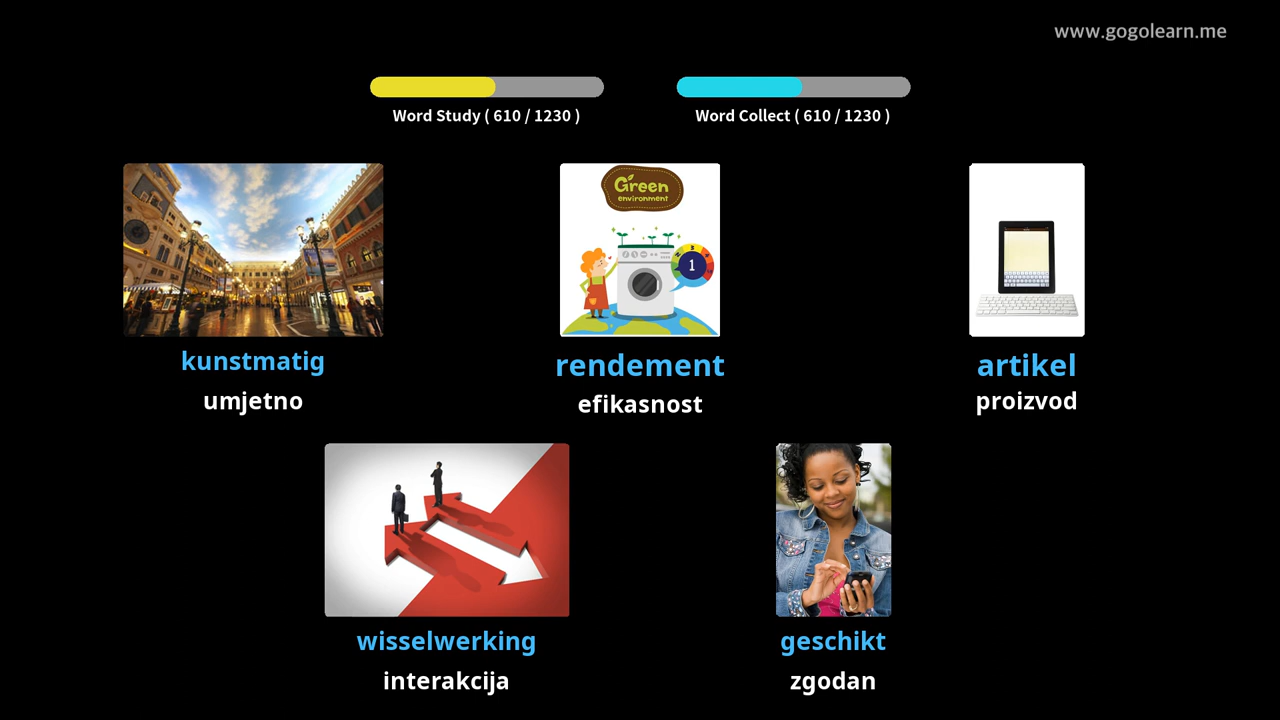 www.gogolearn.me
Word Study ( 610 / 1230 )
Word Collect ( 610 / 1230 )
Green
environment
1
kunstmatig
umjetno
rendement
efikasnost
artikel
proizvod
wisselwerking
interakcija
geschikt
zgodan